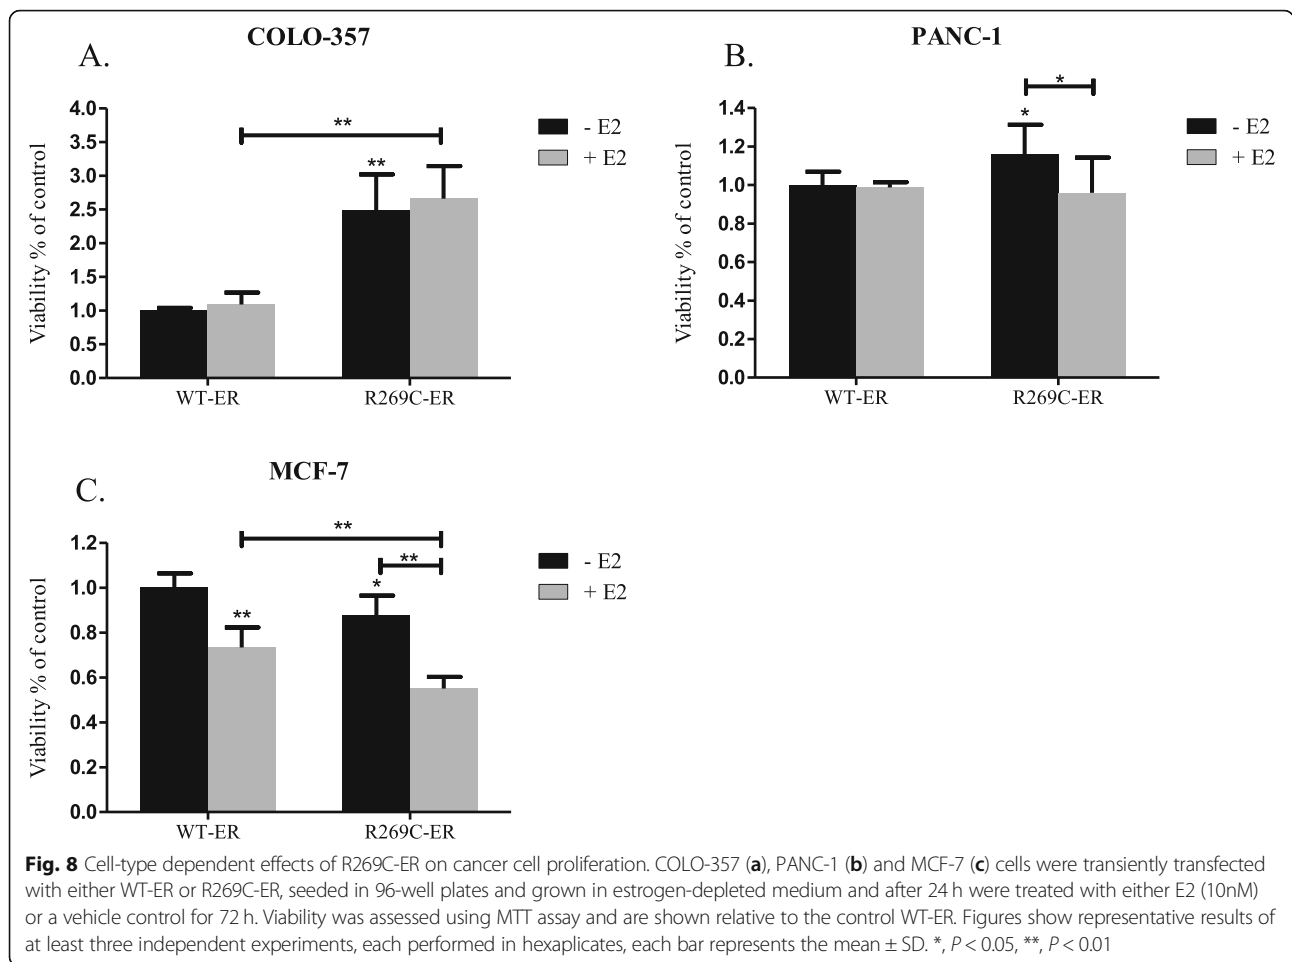 COLO-357
A.
Viability % of control
4.0
3.5
3.0
2.5
2.0
1.5
1.0
0.5
0.0
**
**
WT-ER
R269C-ER
- E2
+ E2
PANC-1
B.
Viability % of control
1.4
1.2
1.0
0.8
0.6
0.4
0.2
0.0
*
*
WT-ER
R269C-ER
- E2
+ E2
MCF-7
C.
Viability % of control
1.2
1.0
0.8
0.6
0.4
0.2
0.0
**
**
*
**
WT-ER
R269C-ER
- E2
+ E2
Fig. 8 Cell-type dependent effects of R269C-ER on cancer cell proliferation. COLO-357 (a), PANC-1 (b) and MCF-7 (c) cells were transiently transfected
with either WT-ER or R269C-ER, seeded in 96-well plates and grown in estrogen-depleted medium and after 24 h were treated with either E2 (10nM)
or a vehicle control for 72 h. Viability was assessed using MTT assay and are shown relative to the control WT-ER. Figures show representative results of
at least three independent experiments, each performed in hexaplicates, each bar represents the mean ± SD. *, P < 0.05, **, P < 0.01